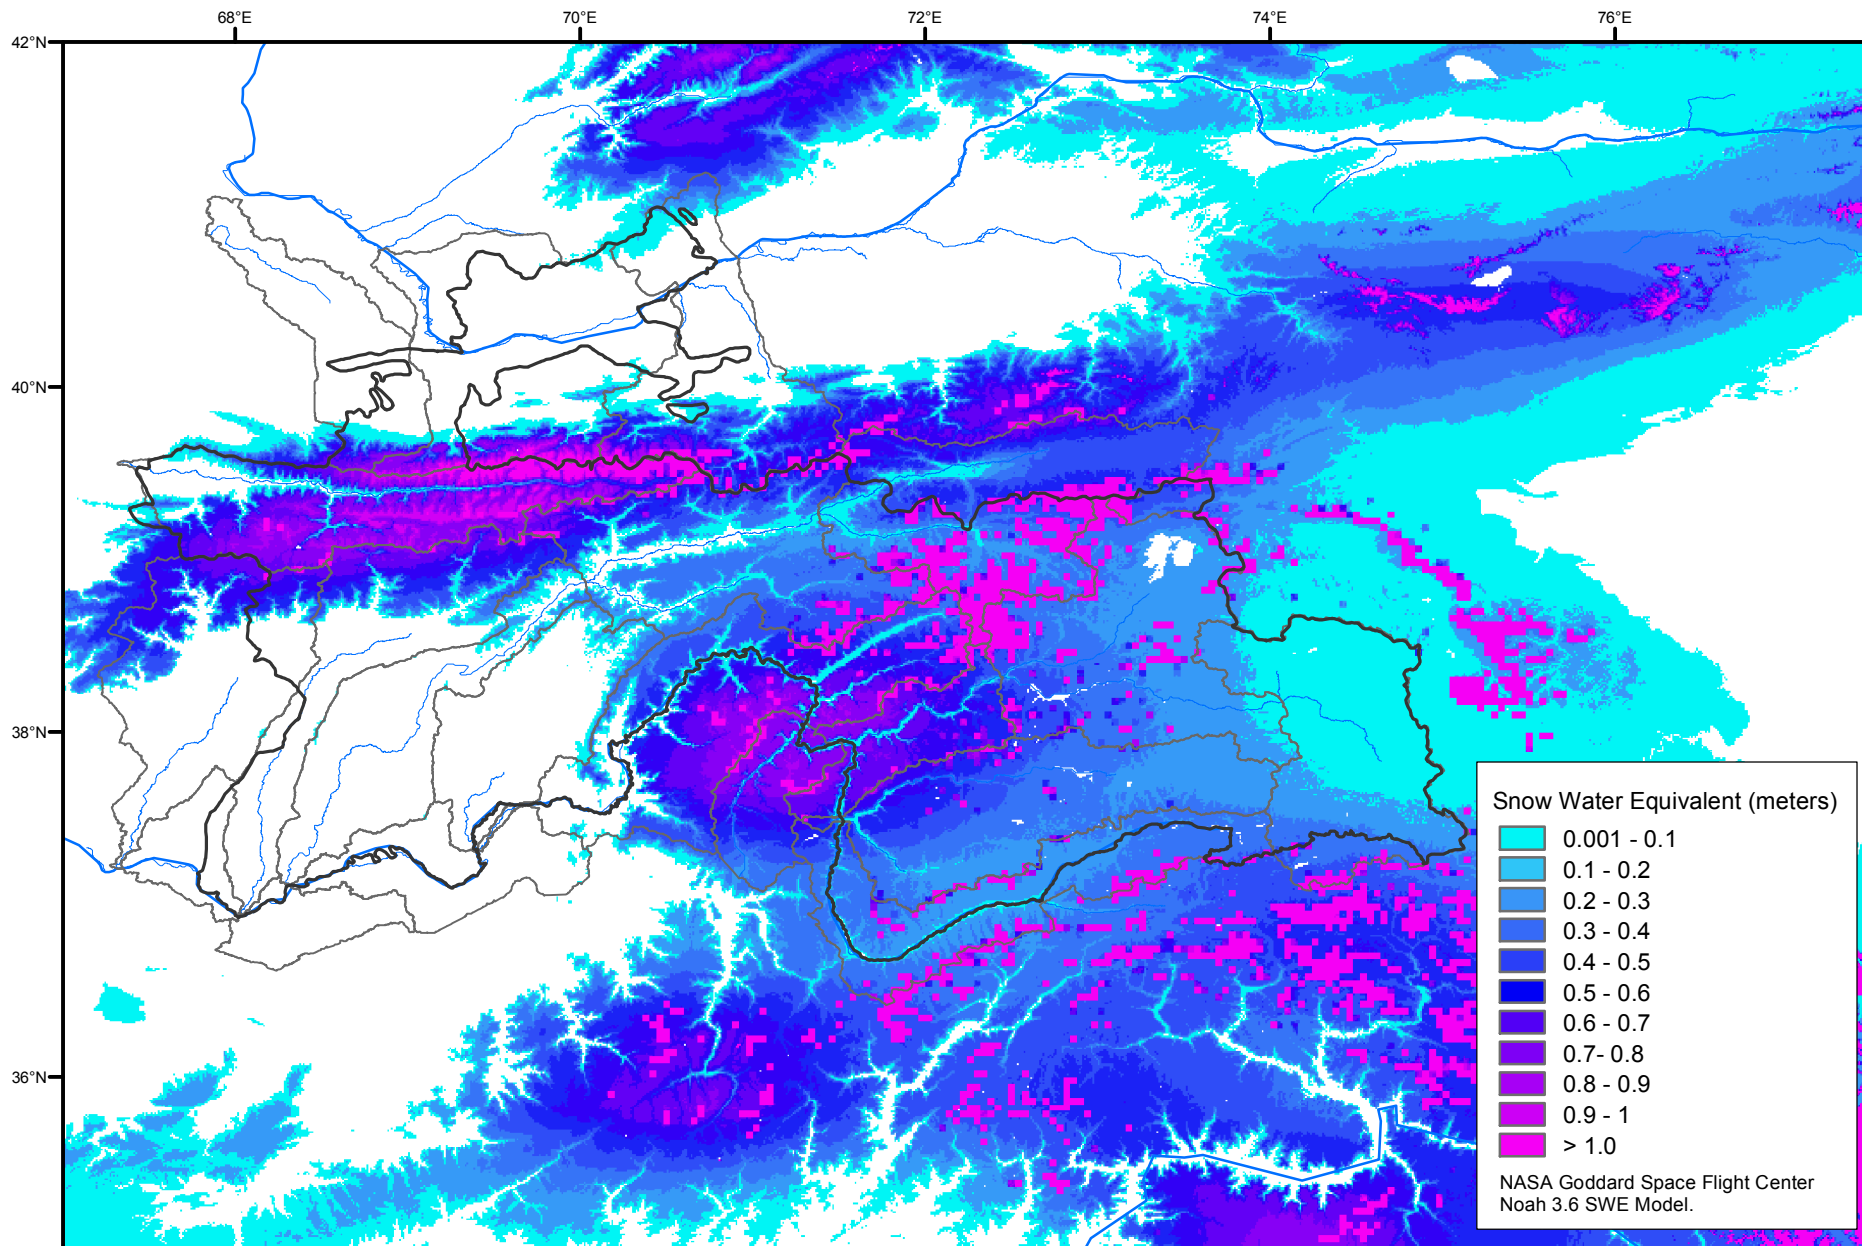 68°E 70°E 72°E 74°E 76°E
42°N
40°N
38°N
36°N
Snow Water Equivalent (meters)
0.001 - 0.1
0.1 - 0.2
0.2 - 0.3
0.3 - 0.4
0.4 - 0.5
0.5 - 0.6
0.6 - 0.7
0.7- 0.8
0.8 - 0.9
0.9 - 1
> 1.0
NASA Goddard Space Flight Center
Noah 3.6 SWE Model.